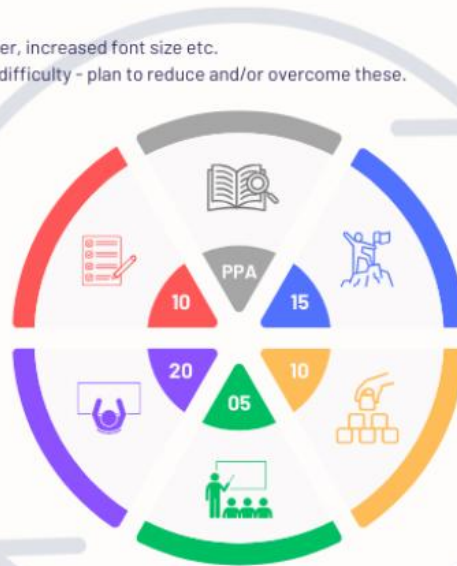 er, increased font size etc.
difficulty - plan to reduce and/or overcome these.
PPA
10
15
20
10
05